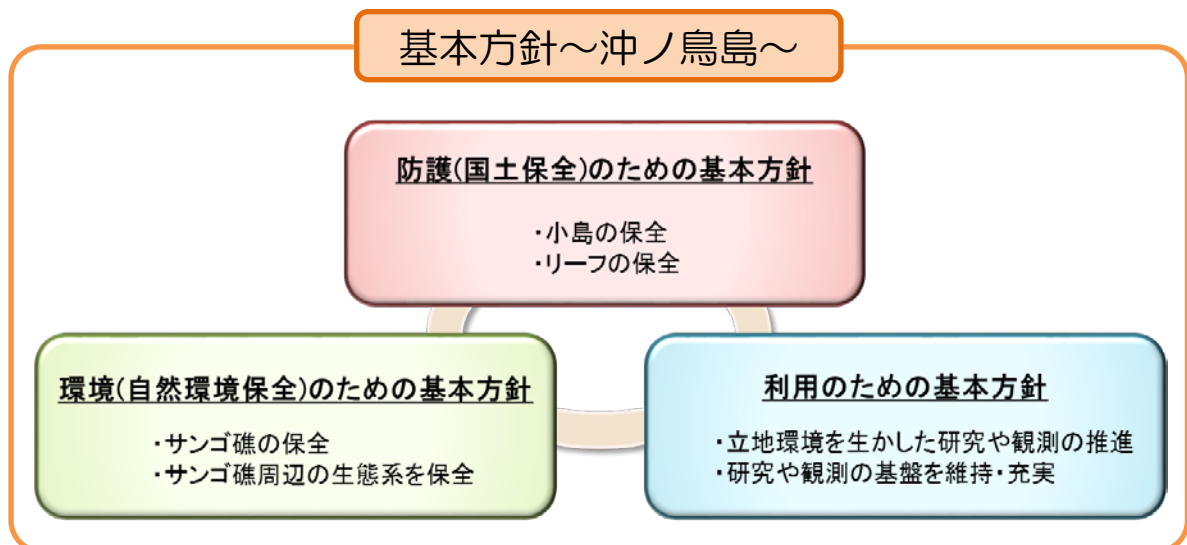 基本方針～沖ノ鳥島～
防護(国土保全)のための基本方針
・小島の保全
・リーフの保全
環境(自然環境保全)のための基本方針
・サンゴ礁の保全
・サンゴ礁周辺の生態系を保全
利用のための基本方針
・立地環境を生かした研究や観測の推進
・研究や観測の基盤を維持・充実